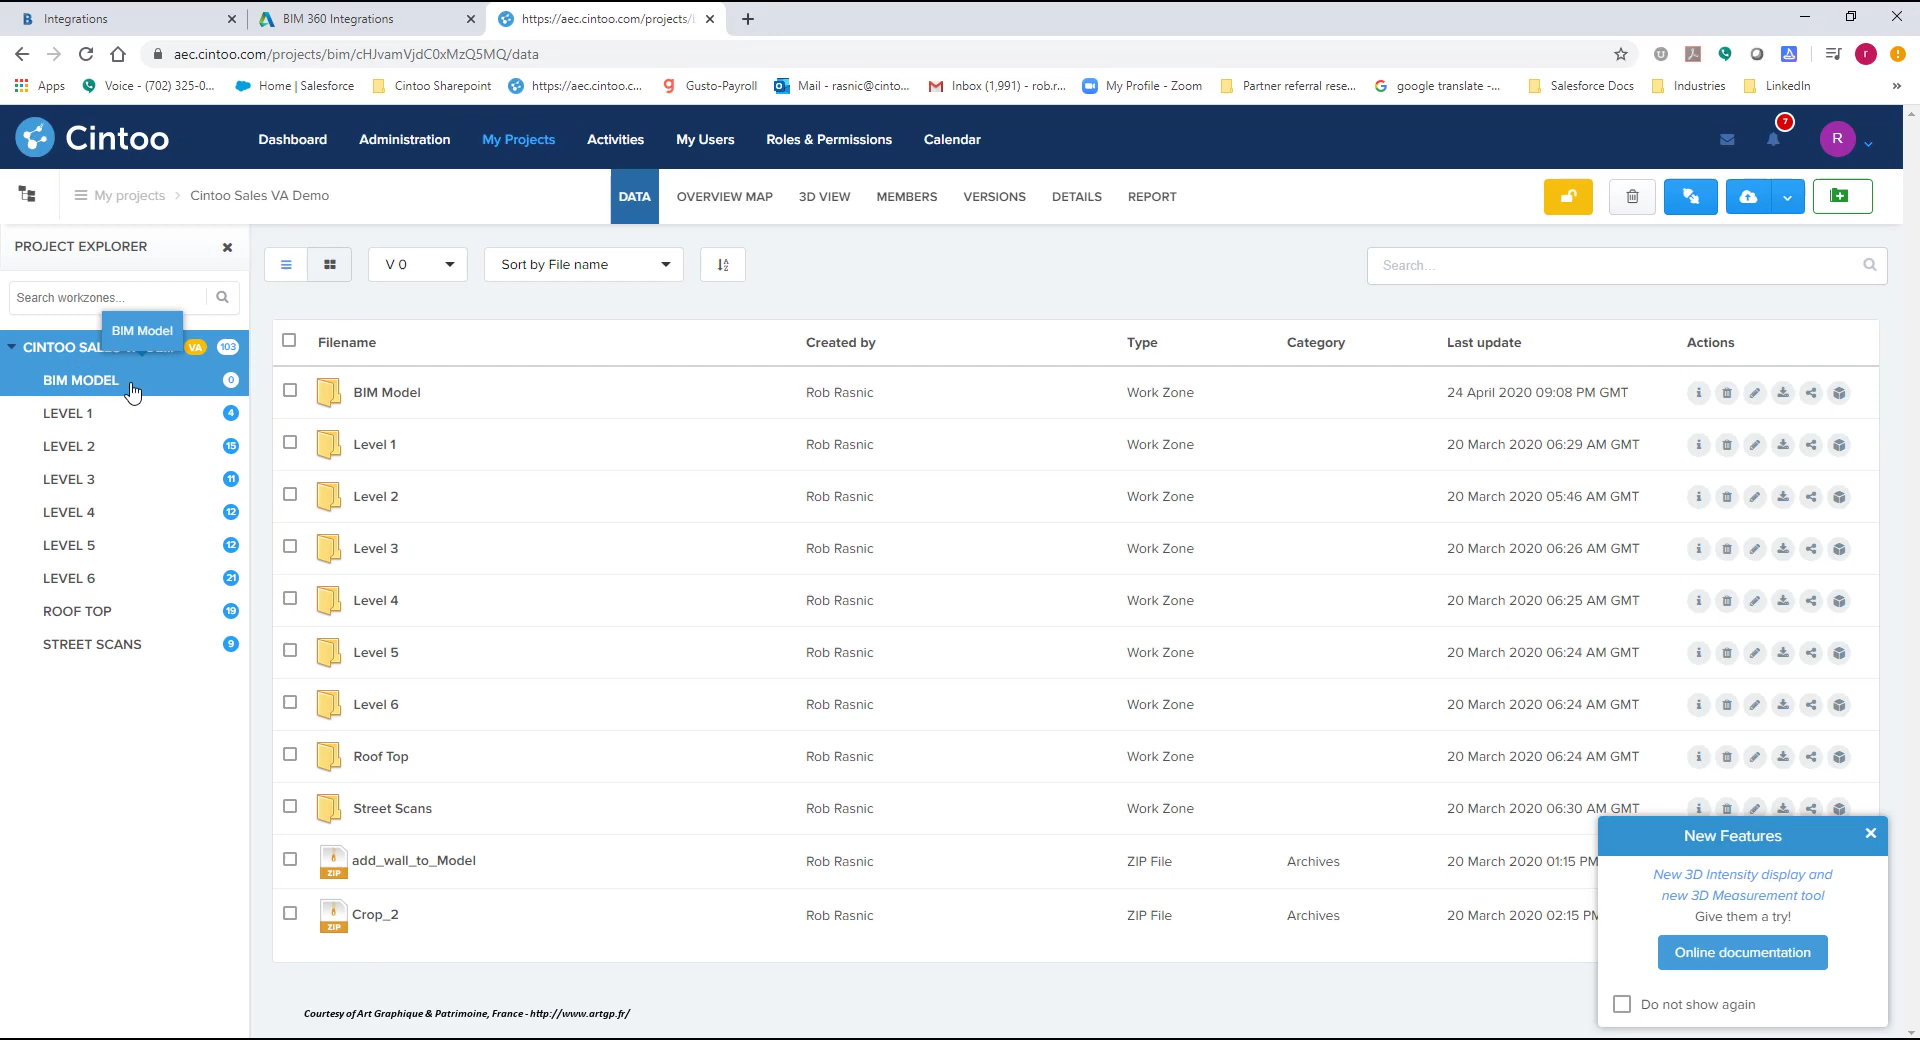 Integrations
BIM 360 Integrations
https://aec.cintoo.com/projects/
aec.cintoo.com/projects/bim/cHJvamVjdC0xMzQ5MQ/data
r
Apps
Voice - (702) 325-0...
Home | Salesforce
Cintoo Sharepoint
https://aec.cintoo.c...
Gusto-Payroll
Mail - rasnic@cinto...
Inbox (1,991) - rob.r...
My Profile - Zoom
Partner referral rese...
google translate -...
Salesforce Docs
Industries
LinkedIn
Cintoo
Dashboard
Administration
My Projects
Activities
My Users
Roles & Permissions
Calendar
7
R
My projects > Cintoo Sales VA Demo
DATA
OVERVIEW MAP
3D VIEW
MEMBERS
VERSIONS
DETAILS
REPORT
PROJECT EXPLORER
V 0
Sort by File name
Search...
Search workzones...
BIM Model
CINTOO SAL
VA
103
BIM MODEL 0
LEVEL 1 4
LEVEL 2 15
LEVEL 3 11
LEVEL 4 12
LEVEL 5 12
LEVEL 6 21
ROOF TOP 19
STREET SCANS 9
Filename Created by Type Category Last update Actions
BIM Model Rob Rasnic Work Zone 24 April 2020 09:08 PM GMT
Level 1 Rob Rasnic Work Zone 20 March 2020 06:29 AM GMT
Level 2 Rob Rasnic Work Zone 20 March 2020 05:46 AM GMT
Level 3 Rob Rasnic Work Zone 20 March 2020 06:26 AM GMT
Level 4 Rob Rasnic Work Zone 20 March 2020 06:25 AM GMT
Level 5 Rob Rasnic Work Zone 20 March 2020 06:24 AM GMT
Level 6 Rob Rasnic Work Zone 20 March 2020 06:24 AM GMT
Roof Top Rob Rasnic Work Zone 20 March 2020 06:24 AM GMT
Street Scans Rob Rasnic Work Zone 20 March 2020 06:30 AM GMT
ZIP add_wall_to_Model Rob Rasnic ZIP File Archives 20 March 2020 01:15 PM
ZIP Crop_2 Rob Rasnic ZIP File Archives 20 March 2020 02:15 PM
New Features
New 3D Intensity display and
new 3D Measurement tool
Give them a try!
Online documentation
Do not show again
Courtesy of Art Graphique & Patrimoine, France - http://www.artgp.fr/